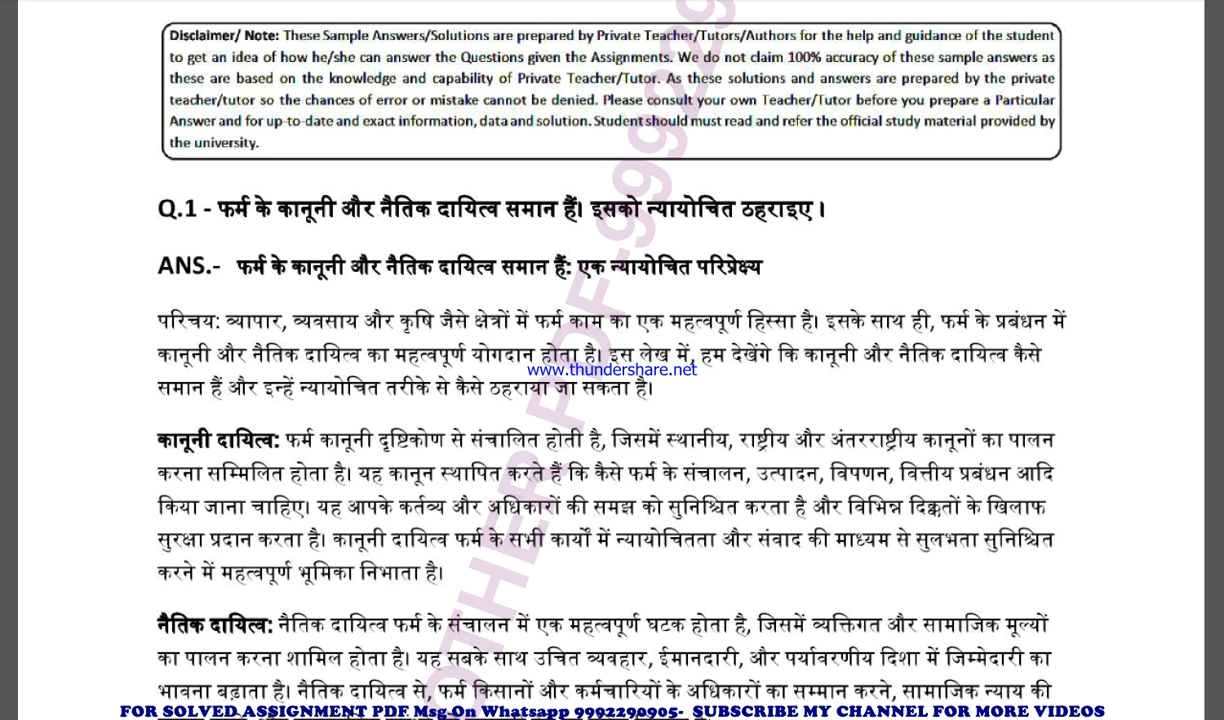 Disclaimer/ Note: These Sample Answers/Solutions are prepared by Private Teacher/Tutors/Authors for the help and guidance of the student
to get an idea of how he/she can answer the Questions given the Assignments. We do not claim 100% accuracy of these sample answers as
these are based on the knowledge and capability of Private Teacher/Tutor. As these solutions and answers are prepared by the private
teacher/tutor so the chances of error or mistake cannot be denied. Please consult your own Teacher/Tutor before you prepare a Particular
Answer and for up-to-date and exact information, data and solution. Student should must read and refer the official study material provided by
the university.
Q.1 - फर्म के कानूनी और नैतिक दायित्व समान हैं। इसको न्यायोचित ठहराइए।
ANS.- फर्म के कानूनी और नैतिक दायित्व समान हैं: एक न्यायोचित परिप्रेक्ष्य
परिचय: व्यापार, व्यवसाय और कृषि जैसे क्षेत्रों में फर्म काम का एक महत्वपूर्ण हिस्सा है। इसके साथ ही, फर्म के प्रबंधन में
कानूनी और नैतिक दायित्व का महत्वपूर्ण योगदान होता है। इस लेख में, हम देखेंगे कि कानूनी और नैतिक दायित्व कैसे
www.thundershare.net
समान हैं और इन्हें न्यायोचित तरीके से कैसे ठहराया जा सकता है।
कानूनी दायित्व: फर्म कानूनी दृष्टिकोण से संचालित होती है, जिसमें स्थानीय, राष्ट्रीय और अंतरराष्ट्रीय कानूनों का पालन
करना सम्मिलित होता है। यह कानून स्थापित करते हैं कि कैसे फर्म के संचालन, उत्पादन, विपणन, वित्तीय प्रबंधन आदि
किया जाना चाहिए। यह आपके कर्तव्य और अधिकारों की समझ को सुनिश्चित करता है और विभिन्न दिक्कतों के खिलाफ
सुरक्षा प्रदान करता है। कानूनी दायित्व फर्म के सभी कार्यों में न्यायोचितता और संवाद की माध्यम से सुलभता सुनिश्चित
करने में महत्वपूर्ण भूमिका निभाता है।
नैतिक दायित्व: नैतिक दायित्व फर्म के संचालन में एक महत्वपूर्ण घटक होता है, जिसमें व्यक्तिगत और सामाजिक मूल्यों
का पालन करना शामिल होता है। यह सबके साथ उचित व्यवहार, ईमानदारी, और पर्यावरणीय दिशा में जिम्मेदारी का
भावना बढ़ाता है। नैतिक दायित्व से, फर्म किसानों और कर्मचारियों के अधिकारों का सम्मान करने, सामाजिक न्याय की
OTHER PDF-999229
FOR SOLVED ASSIGNMENT PDF Msg On Whatsapp 9992290905- SUBSCRIBE MY CHANNEL FOR MORE VIDEOS